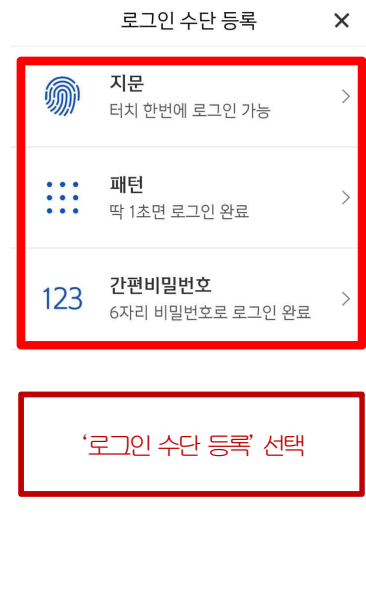 로그인 수단 등록 ×
지문
터치 한번에 로그인 가능
패턴
딱 1초면 로그인 완료
123 간편비밀번호
6자리 비밀번호로 로그인 완료
‘로그인 수단 등록’ 선택